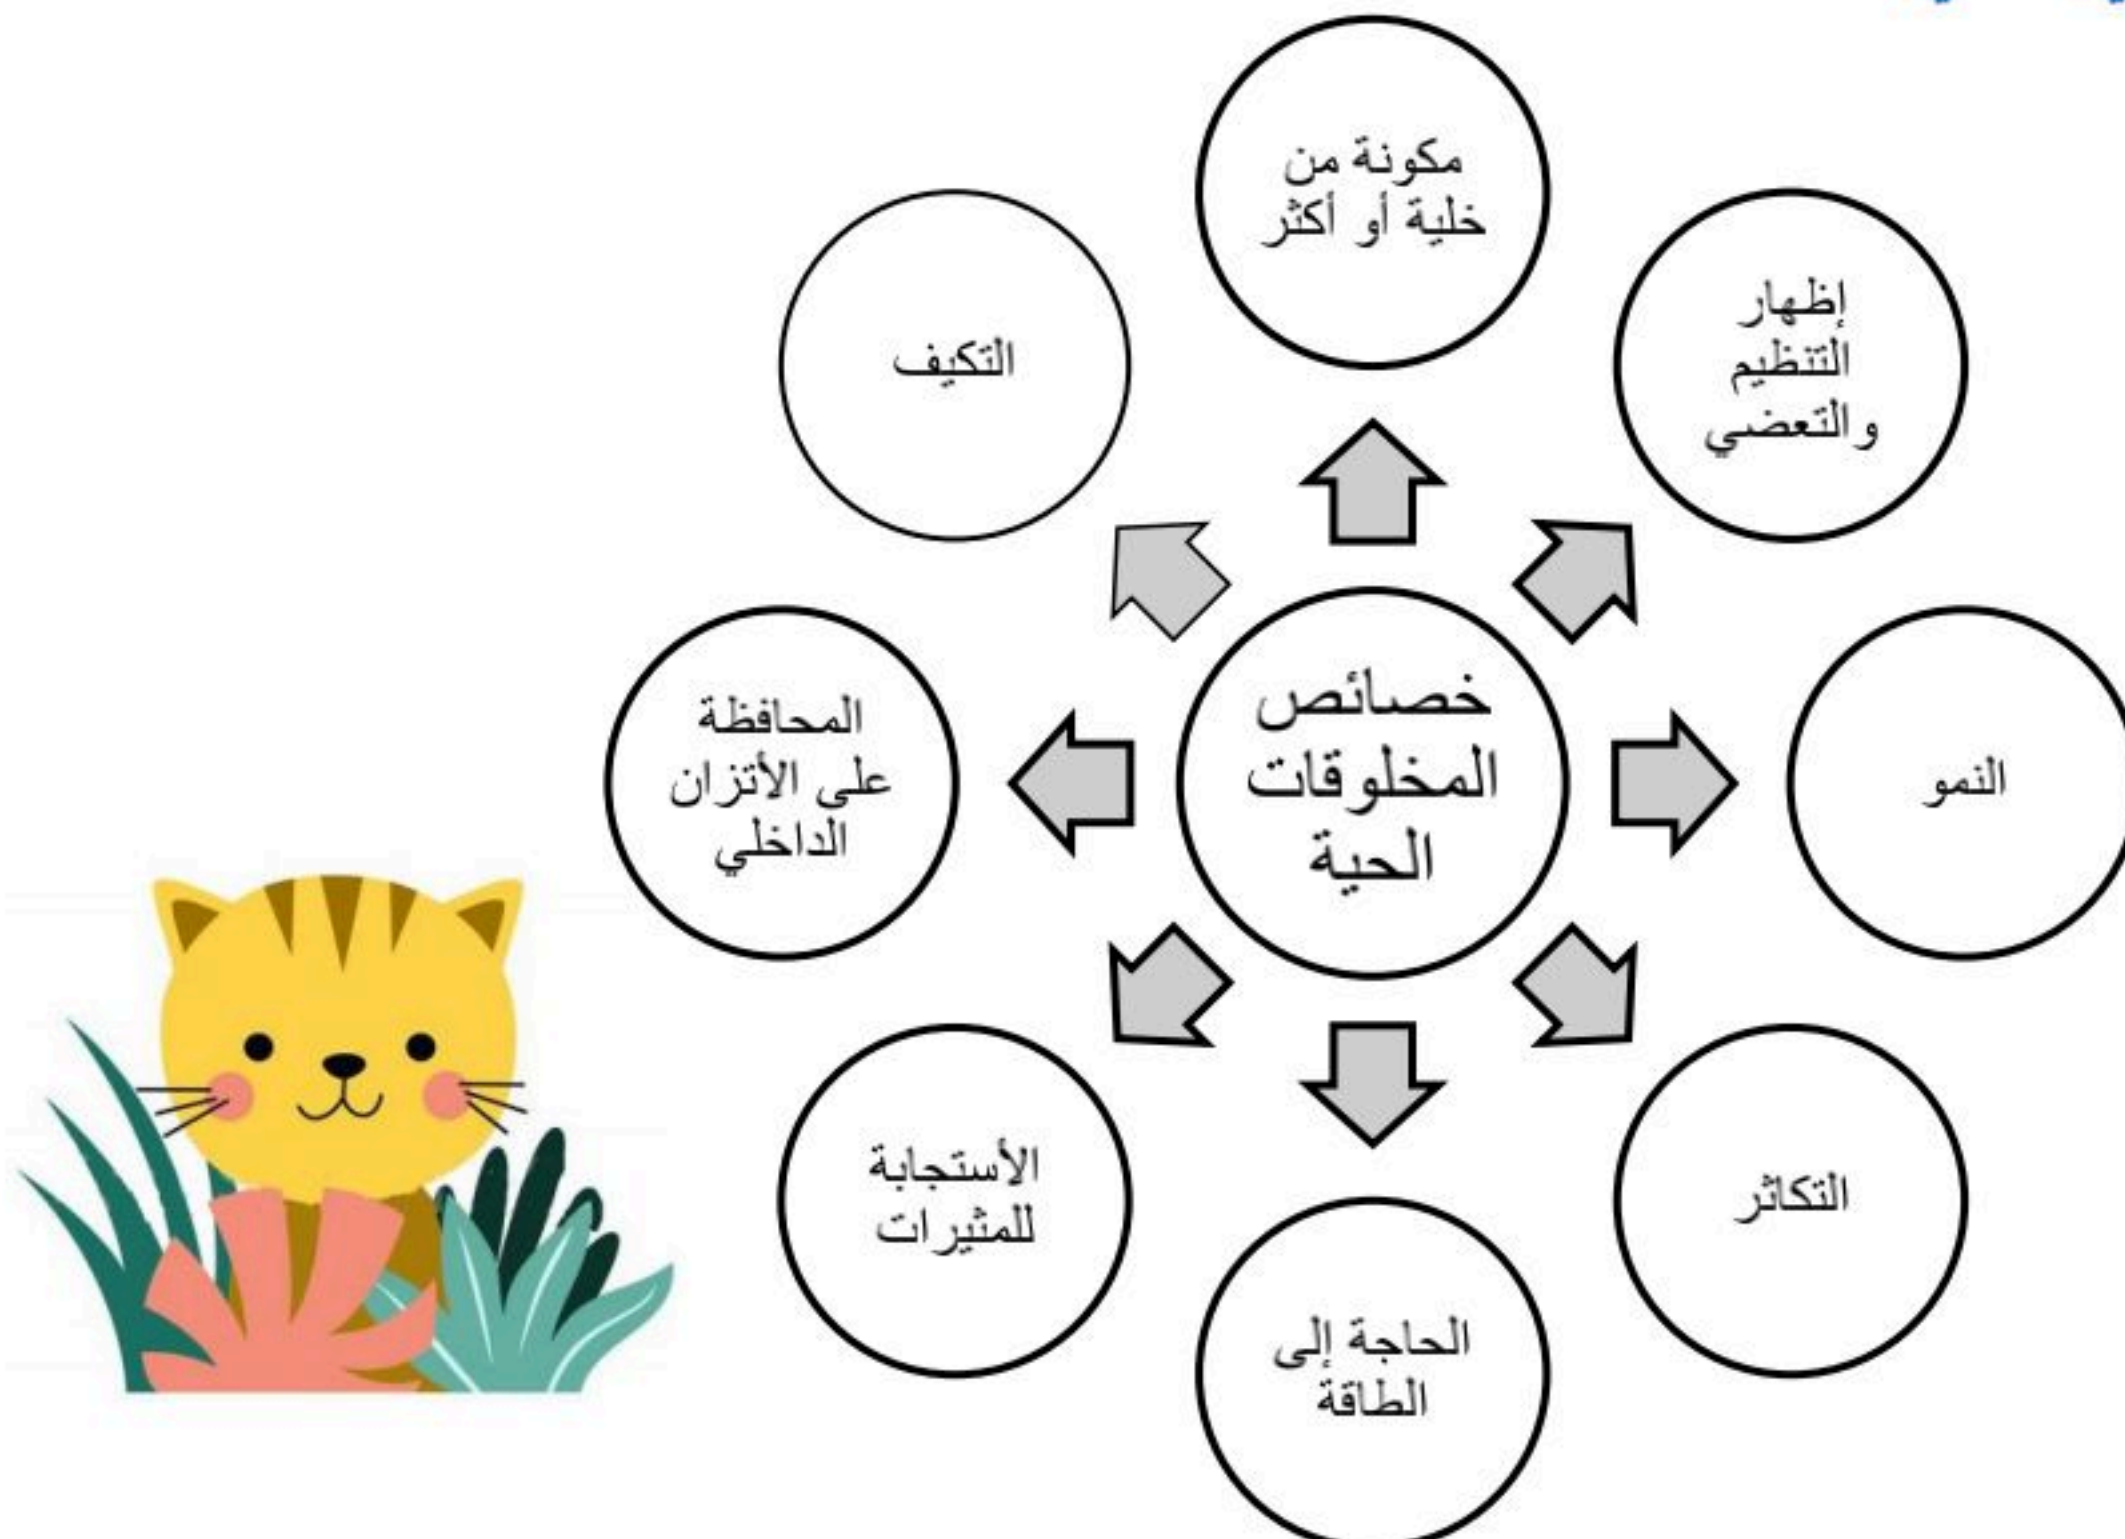 خصائص
المخلوقات
الحية
مكونة من
خلية أو أكثر
إظهار
التنظيم
والتعضي
النمو
التكاثر
الحاجة إلى
الطاقة
الأستجابة
للمثيرات
المحافظة
على الأتزان
الداخلي
التكيف